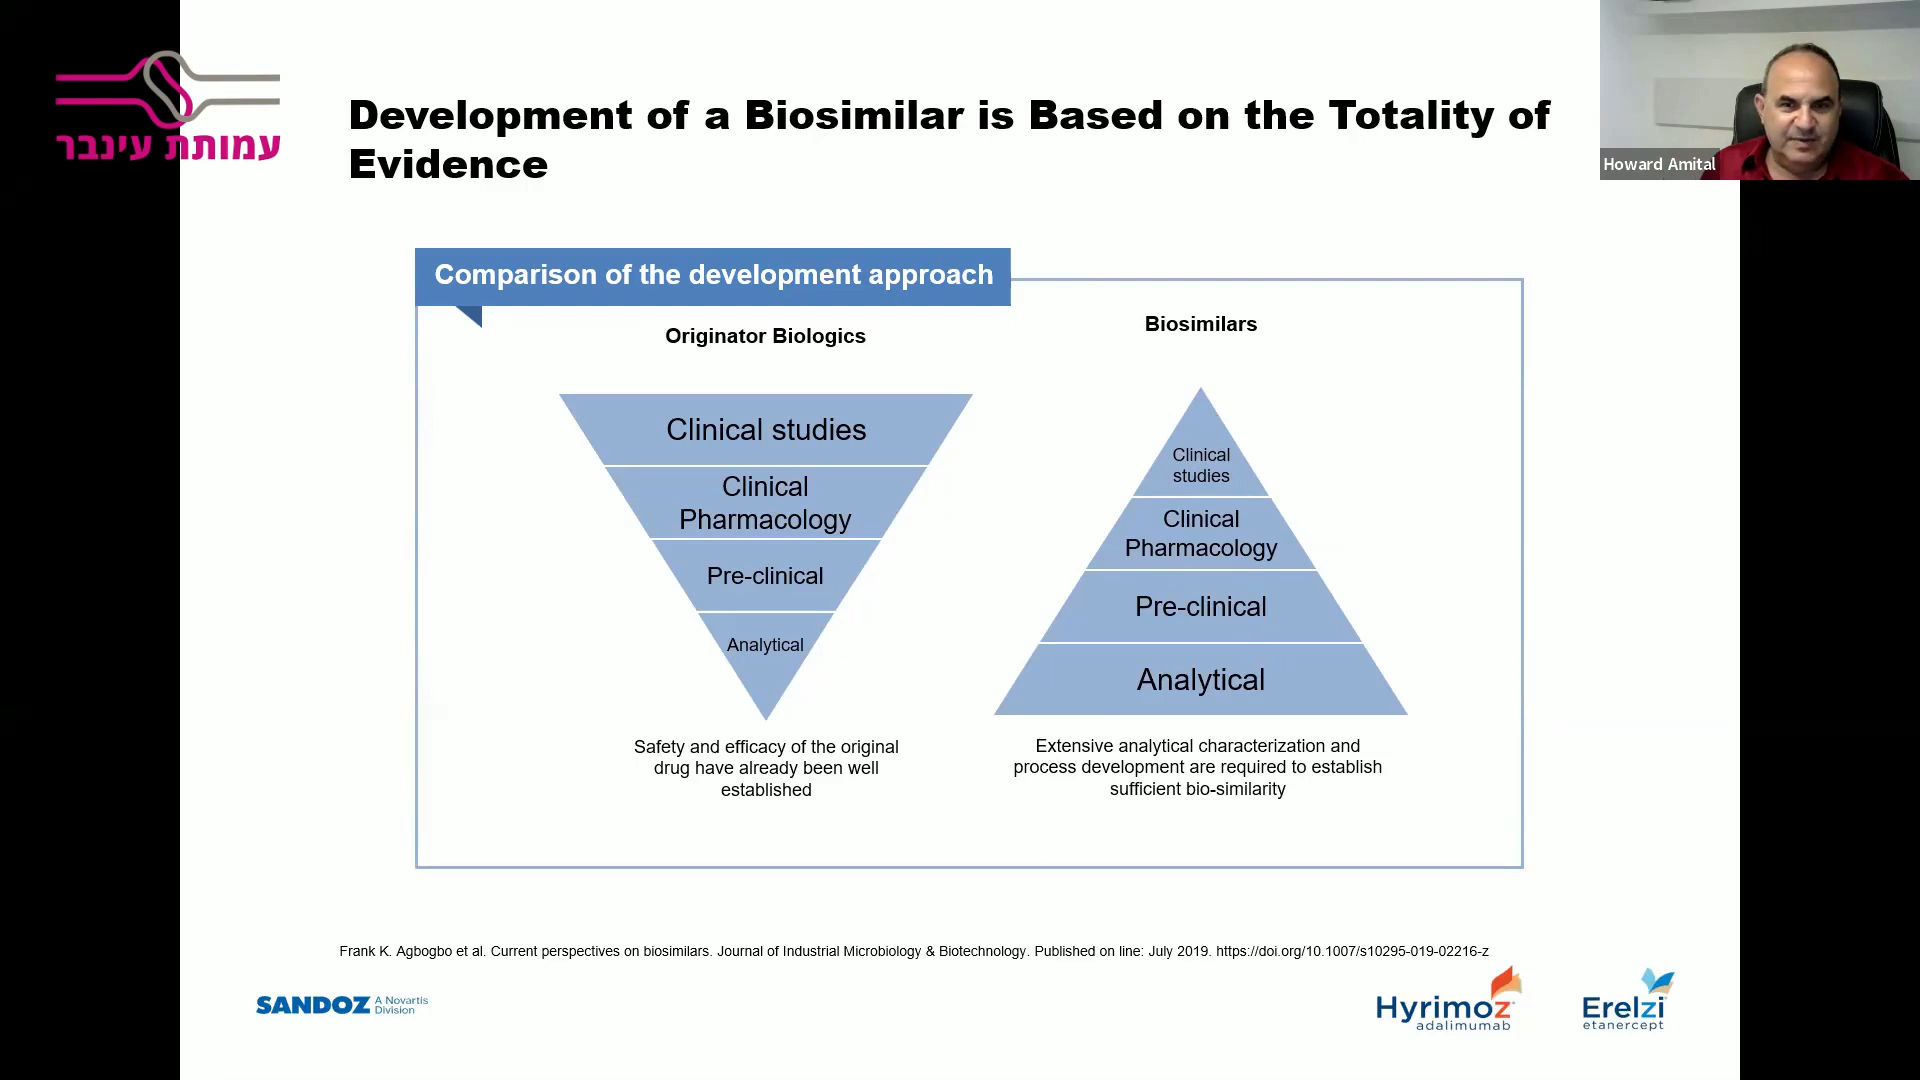 עמותת עינבר
Development of a Biosimilar is Based on the Totality of
Evidence
Howard Amital
Comparison of the development approach
Originator Biologics
Clinical studies
Clinical
Pharmacology
Pre-clinical
Analytical
Safety and efficacy of the original
drug have already been well
established
Biosimilars
Clinical
studies
Clinical
Pharmacology
Pre-clinical
Analytical
Extensive analytical characterization and
process development are required to establish
sufficient bio-similarity
Frank K. Agbogbo et al. Current perspectives on biosimilars. Journal of Industrial Microbiology & Biotechnology. Published on line: July 2019. https://doi.org/10.1007/s10295-019-02216-z
SANDOZ A Novartis
Division
Hyrimoz
adalimumab
Erelzi
etanercept